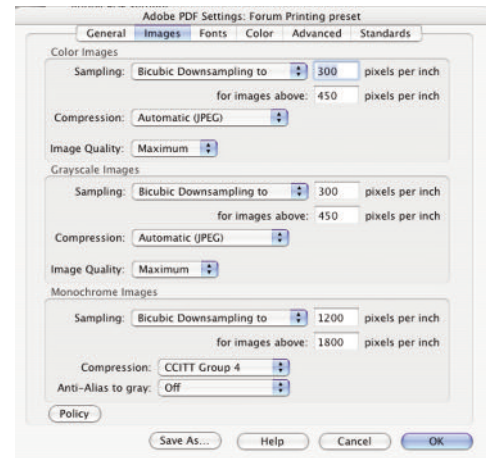 Adobe PDF Settings: Forum Printing preset
General Images Fonts Color Advanced Standards
Color Images
Sampling: Bicubic Downsampling to 300 pixels per inch
for images above: 450 pixels per inch
Compression: Automatic (JPEG)
Image Quality: Maximum
Grayscale Images
Sampling: Bicubic Downsampling to 300 pixels per inch
for images above: 450 pixels per inch
Compression: Automatic (JPEG)
Image Quality: Maximum
Monochrome Images
Sampling: Bicubic Downsampling to 1200 pixels per inch
for images above: 1800 pixels per inch
Compression: CCITT Group 4
Anti-Alias to gray: Off
Policy
Save As... Help Cancel OK